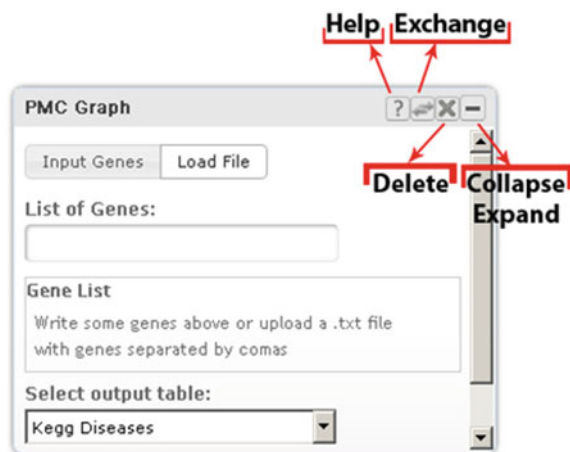 Help Exchange
PMC Graph
?
Input Genes Load File
Delete Collapse
Expand
List of Genes:
Gene List
Write some genes above or upload a .txt file
with genes separated by comas
Select output table:
Kegg Diseases